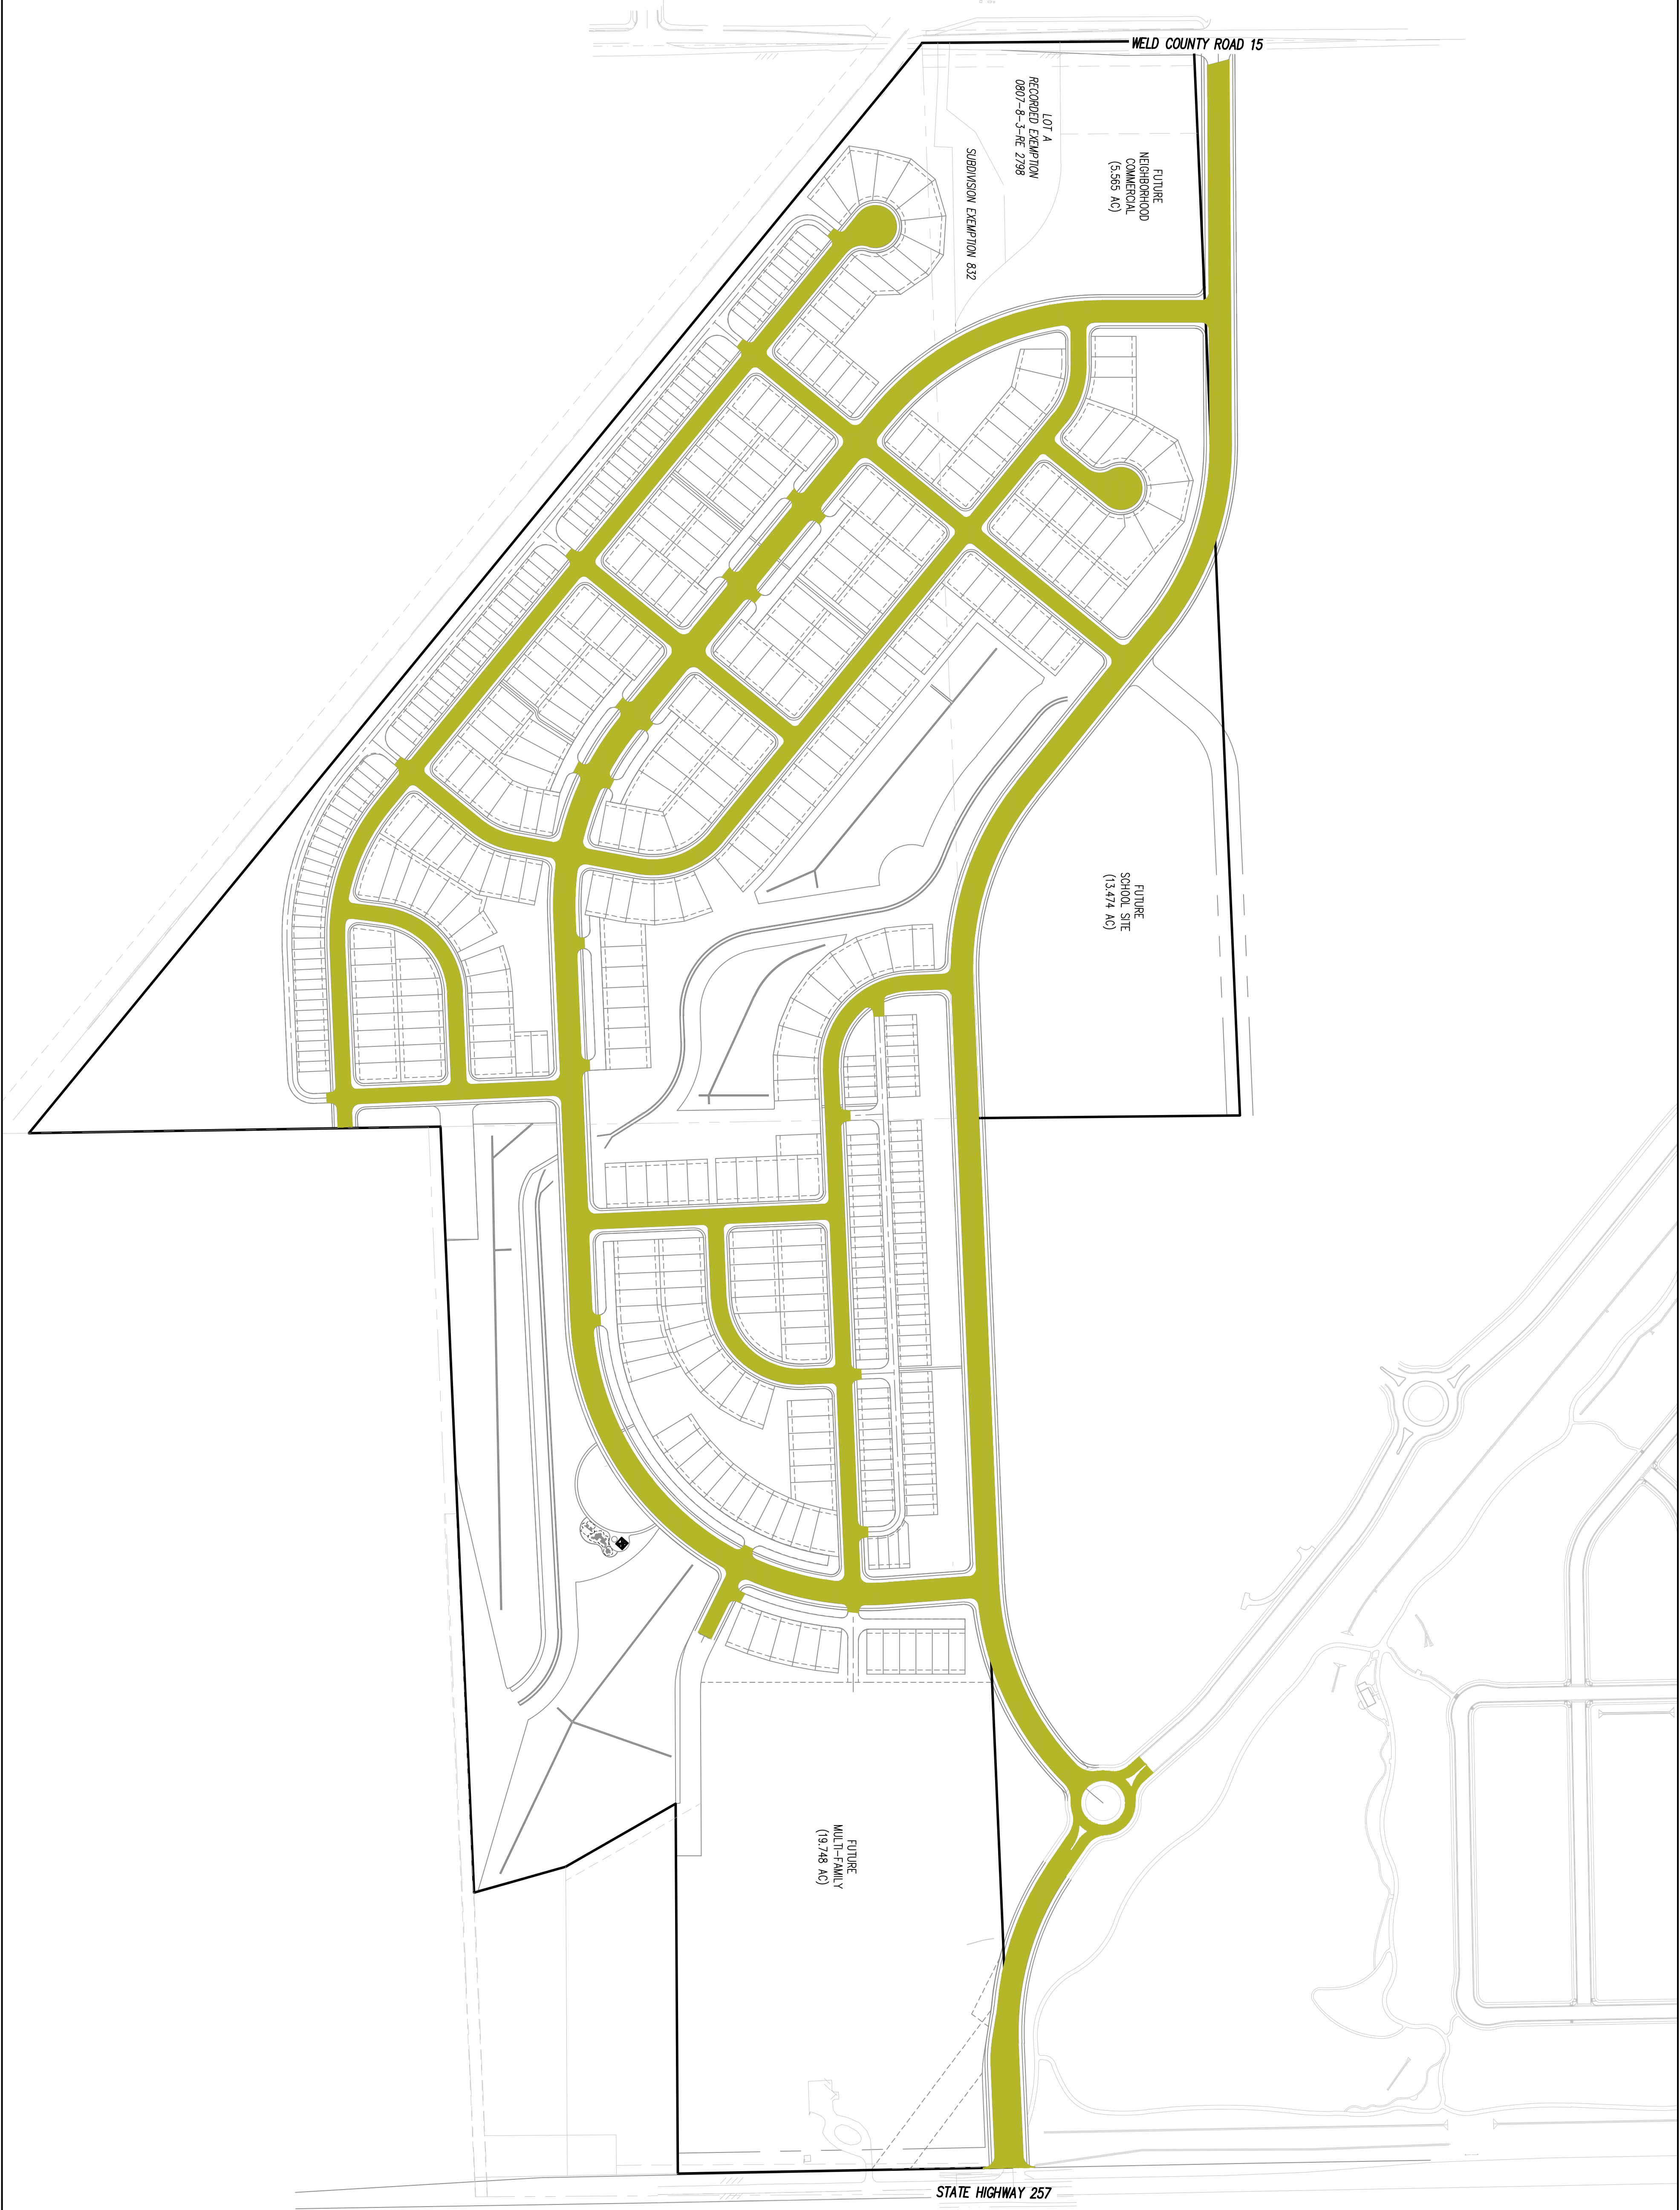 WELD COUNTY ROAD 15
LOT A
RECORDED EXEMPTION
0807-8-3-RE 2798
SUBDIVISION EXEMPTION 832
FUTURE
NEIGHBORHOOD
COMMERCIAL
(5.565 AC)
FUTURE
SCHOOL SITE
(13.474 AC)
FUTURE
MULTI-FAMILY
(19.748 AC)
STATE HIGHWAY 257